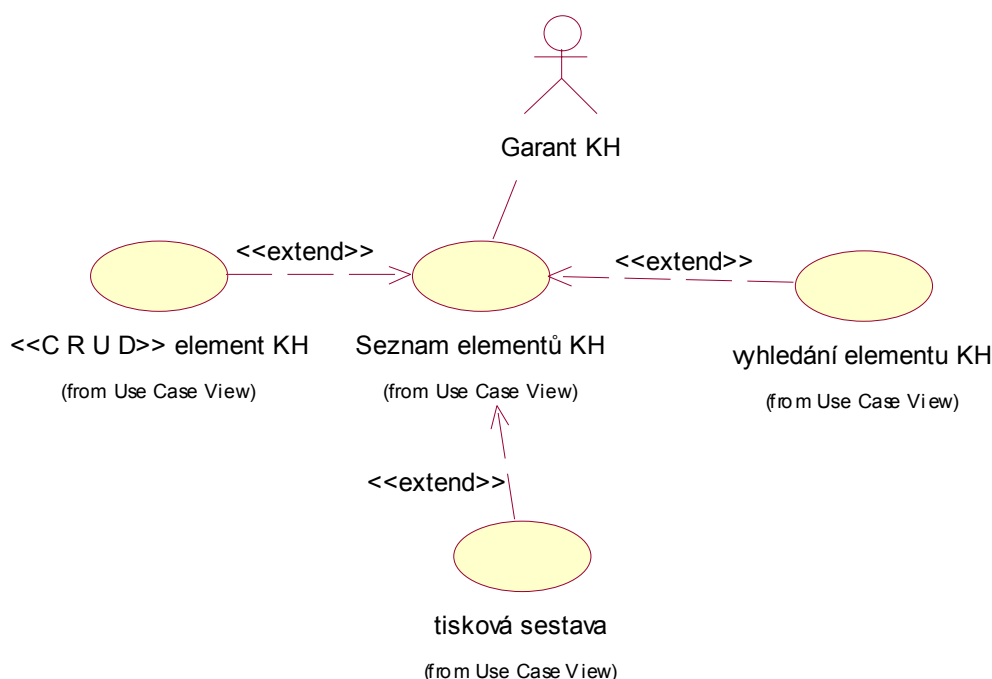 Garant KH
<<extend>>
<<extend>>
<<C R U D>> element KH
(from Use Case View)
Seznam elementů KH
(from Use Case View)
vyhledání elementu KH
(from Use Case View)
<<extend>>
tisková sestava
(from Use Case View)